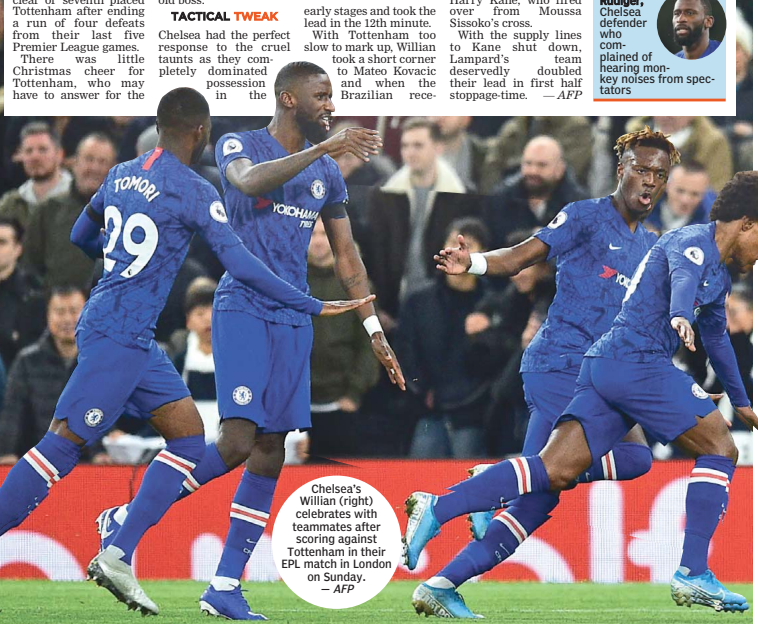 clear of seventh placed
Tottenham after ending
a run of four defeats
from their last five
Premier League games.
There was little
Christmas cheer for
Tottenham, who may
have to answer for the
old boss.
TACTICAL TWEAK
Chelsea had the perfect
response to the cruel
taunts as they com-
pletely dominated
possession
in the
early stages and took the
lead in the 12th minute.
With Tottenham too
slow to mark up, Willian
took a short corner
to Mateo Kovacic
and when the
Brazilian rece-
Harry Kane, who fired
over from Moussa
Sissoko's cross.
With the supply lines
to Kane shut down,
Lampard's team
deservedly doubled
their lead in first half
stoppage-time. — AFP
Rudiger,
Chelsea
defender
who
com-
plained of
hearing mon-
key noises from spec-
tators
TOMORI
29
YOKOHAMA
TYRES
YOKO
Chelsea's
Willian (right)
celebrates with
teammates after
scoring against
Tottenham in their
EPL match in London
on Sunday.
— AFP